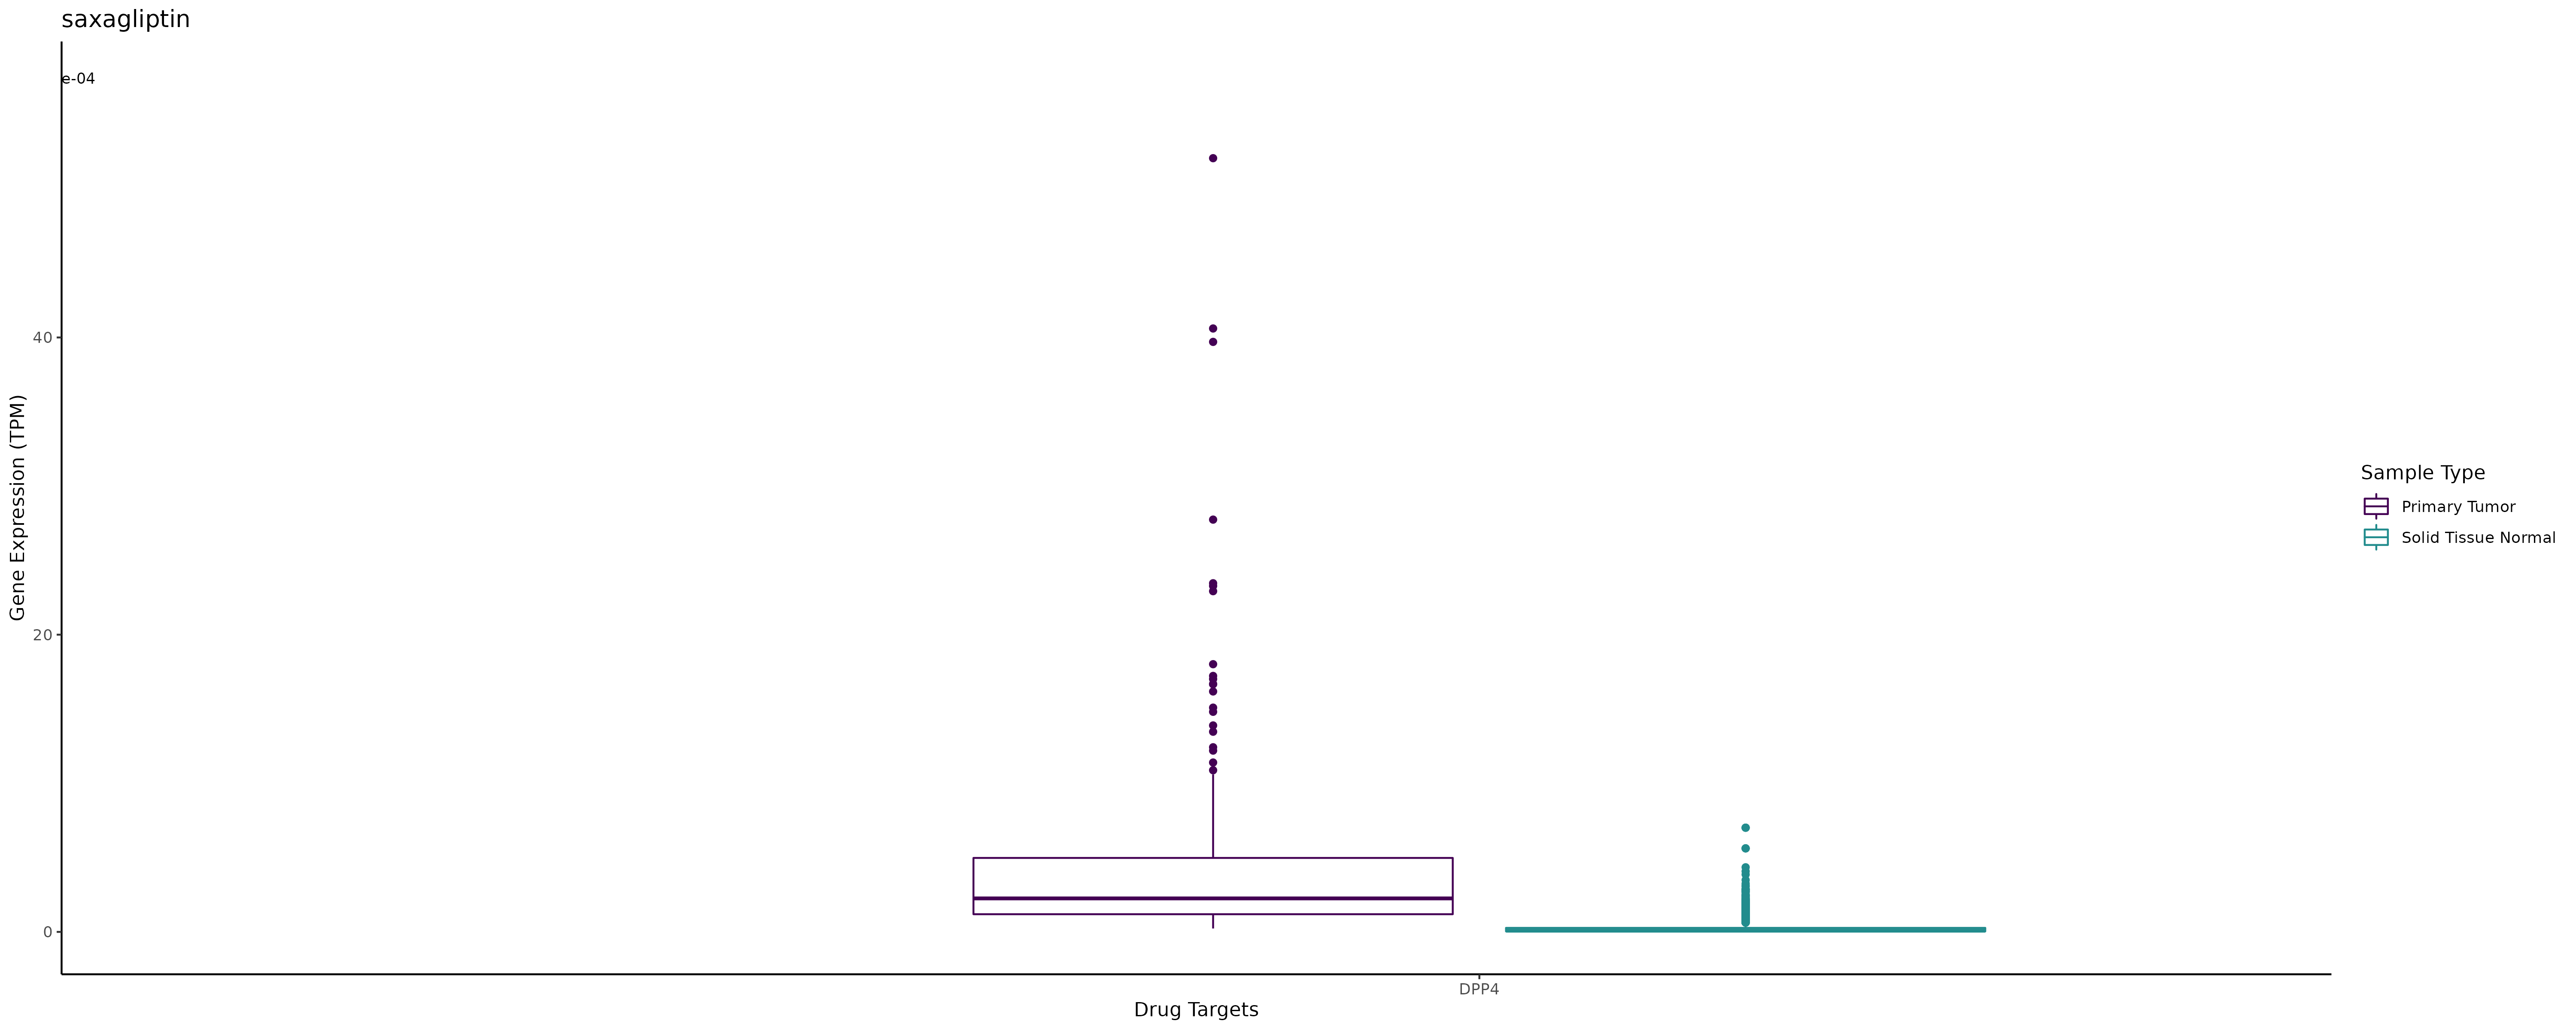 saxagliptin
e-04
40
20
0
Gene Expression (TPM)
DPP4
Drug Targets
Sample Type
Primary Tumor
Solid Tissue Normal